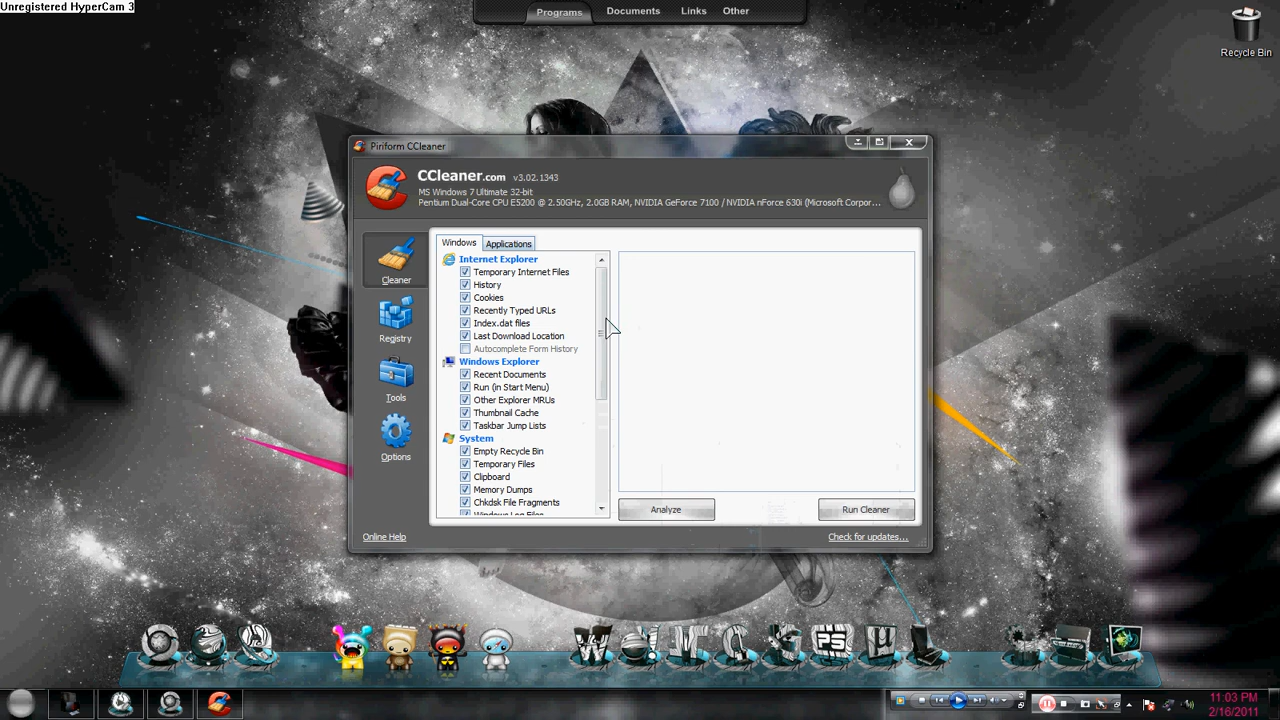 Unregistered HyperCam 3
Programs Documents Links Other
Recycle Bin
Piriform CCleaner
CCleaner.com v3.02.1343
MS Windows 7 Ultimate 32-bit
Pentium Dual-Core CPU E5200 @ 2.50GHz, 2.0GB RAM, NVIDIA GeForce 7100 / NVIDIA nForce 630i (Microsoft Corpor...
Cleaner
Registry
Tools
Options
Windows Applications
Internet Explorer
Temporary Internet Files
History
Cookies
Recently Typed URLs
Index.dat files
Last Download Location
Autocomplete Form History
Windows Explorer
Recent Documents
Run (in Start Menu)
Other Explorer MRUs
Thumbnail Cache
Taskbar Jump Lists
System
Empty Recycle Bin
Temporary Files
Clipboard
Memory Dumps
Chkdsk File Fragments
Windows Log Files
Analyze
Run Cleaner
Online Help
Check for updates...
PS
11:03 PM
2/16/2011